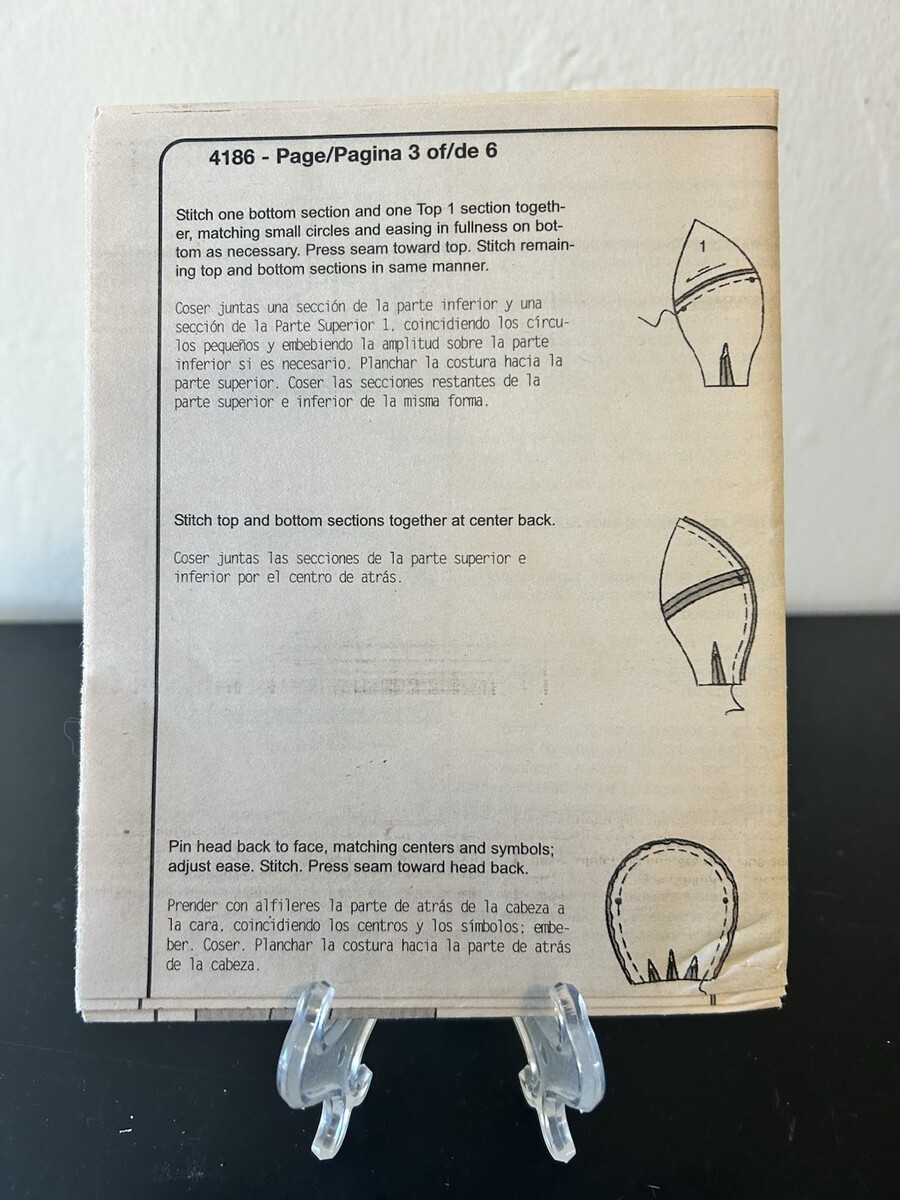 4186 - Page/Pagina 3 of/de 6
Stitch one bottom section and one Top 1 section togeth-
er, matching small circles and easing in fullness on bot-
tom as necessary. Press seam toward top. Stitch remain-
ing top and bottom sections in same manner.
Coser juntas una sección de la parte inferior y una
sección de la Parte Superior 1, coincidiendo los círcu-
los pequeños y embebiendo la amplitud sobre la parte
inferior si es necesario. Planchar la costura hacia la
parte superior. Coser las secciones restantes de la
parte superior e inferior de la misma forma.
1
Stitch top and bottom sections together at center back.
Coser juntas las secciones de la parte superior e
inferior por el centro de atrás.
Pin head back to face, matching centers and symbols;
adjust ease. Stitch. Press seam toward head back.
Prender con alfileres la parte de atrás de la cabeza a
la cara, coincidiendo los centros y los símbolos; embe-
ber. Coser. Planchar la costura hacia la parte de atrás
de la cabeza.